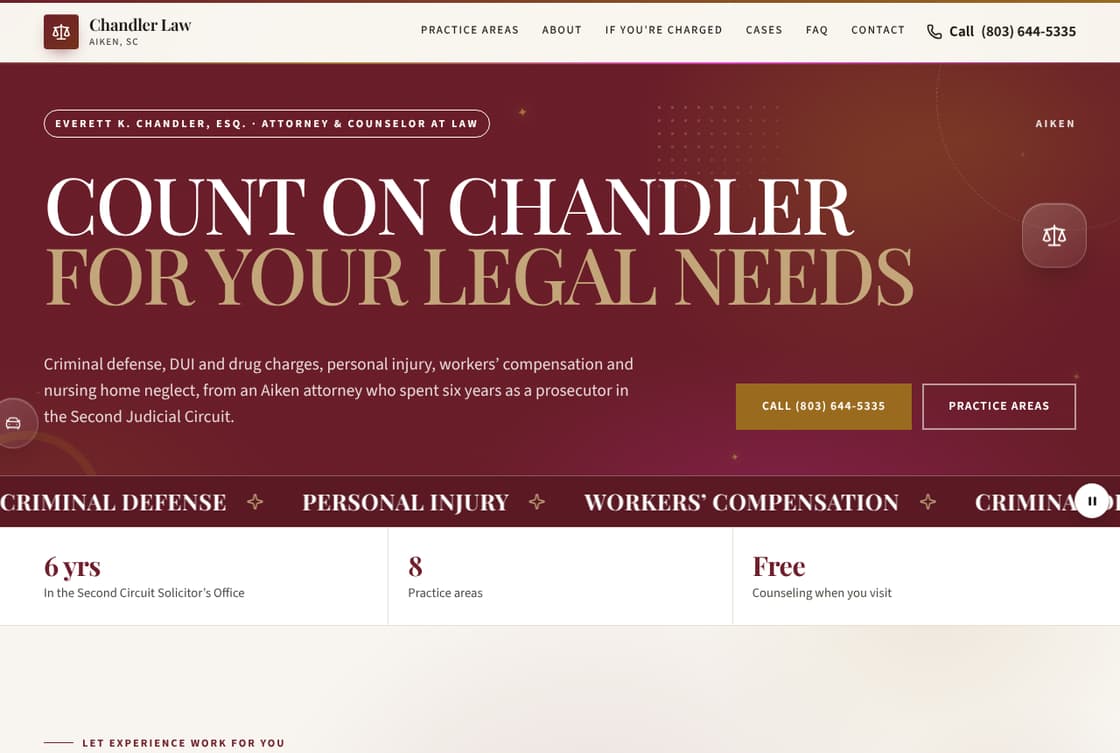 Chandler Law
AIKEN, SC
PRACTICE AREAS ABOUT IF YOU'RE CHARGED CASES FAQ CONTACT Call (803) 644-5335
EVERETT K. CHANDLER, ESQ. · ATTORNEY & COUNSELOR AT LAW
AIKEN
COUNT ON CHANDLER
FOR YOUR LEGAL NEEDS
Criminal defense, DUI and drug charges, personal injury, workers’ compensation and
nursing home neglect, from an Aiken attorney who spent six years as a prosecutor in
the Second Judicial Circuit.
CALL (803) 644-5335 PRACTICE AREAS
CRIMINAL DEFENSE PERSONAL INJURY WORKERS’ COMPENSATION
6 yrs
In the Second Circuit Solicitor’s Office
8
Practice areas
Free
Counseling when you visit
LET EXPERIENCE WORK FOR YOU